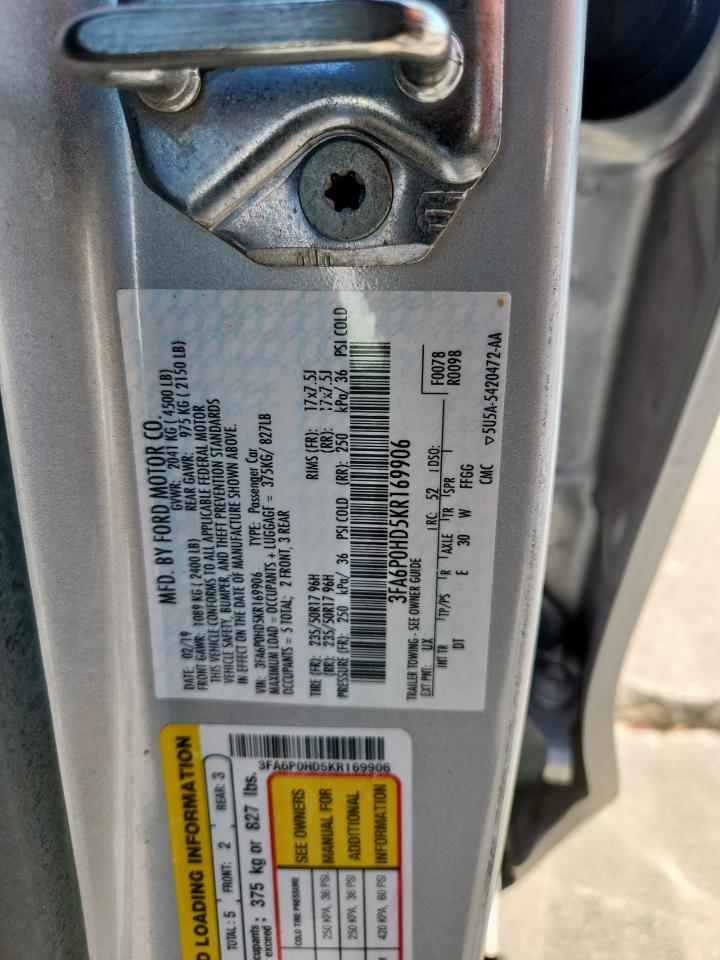 MFD. BY FORD MOTOR CO.
DATE: 02/19 GVWR: 2041 KG ( 4500 LB)
FRONT GAWR: 1089 KG ( 2400 LB) REAR GAWR: 975 KG ( 2150 LB)
THIS VEHICLE CONFORMS TO ALL APPLICABLE FEDERAL MOTOR
VEHICLE SAFETY, BUMPER, AND THEFT PREVENTION STANDARDS
IN EFFECT ON THE DATE OF MANUFACTURE SHOWN ABOVE.
VIN: 3FA6P0HD5KR169906 TYPE: Passenger Car
MAXIMUM LOAD = OCCUPANTS + LUGGAGE = 375KG/ 827LB
OCCUPANTS = 5 TOTAL; 2 FRONT, 3 REAR
TIRE (FR): 235/50R17 96H RIMS (FR): 17x7.5J
(RR): 235/50R17 96H (RR): 17x7.5J
PRESSURE (FR): 250 kPa/ 36 PSI COLD (RR): 250 kPa/ 36 PSI COLD
3FA6P0HD5KR169906
TRAILER TOWING - SEE OWNER GUIDE
F0078
R0098
EXT PNT: UX RC: 52 DSO:
INT TR TP/PS R AXLE TR SPR
DT E 30 W FFGG
CMC ▽5U5A-5420472-AA
3FA6P0HD5KR169906
LOADING INFORMATION
TOTAL : 5 FRONT: 2 REAR: 3
exceed : 375 kg or 827 lbs.
COLD TIRE PRESSURE SEE OWNERS
250 KPA, 36 PSI MANUAL FOR
250 KPA, 36 PSI ADDITIONAL
420 KPA, 60 PSI INFORMATION